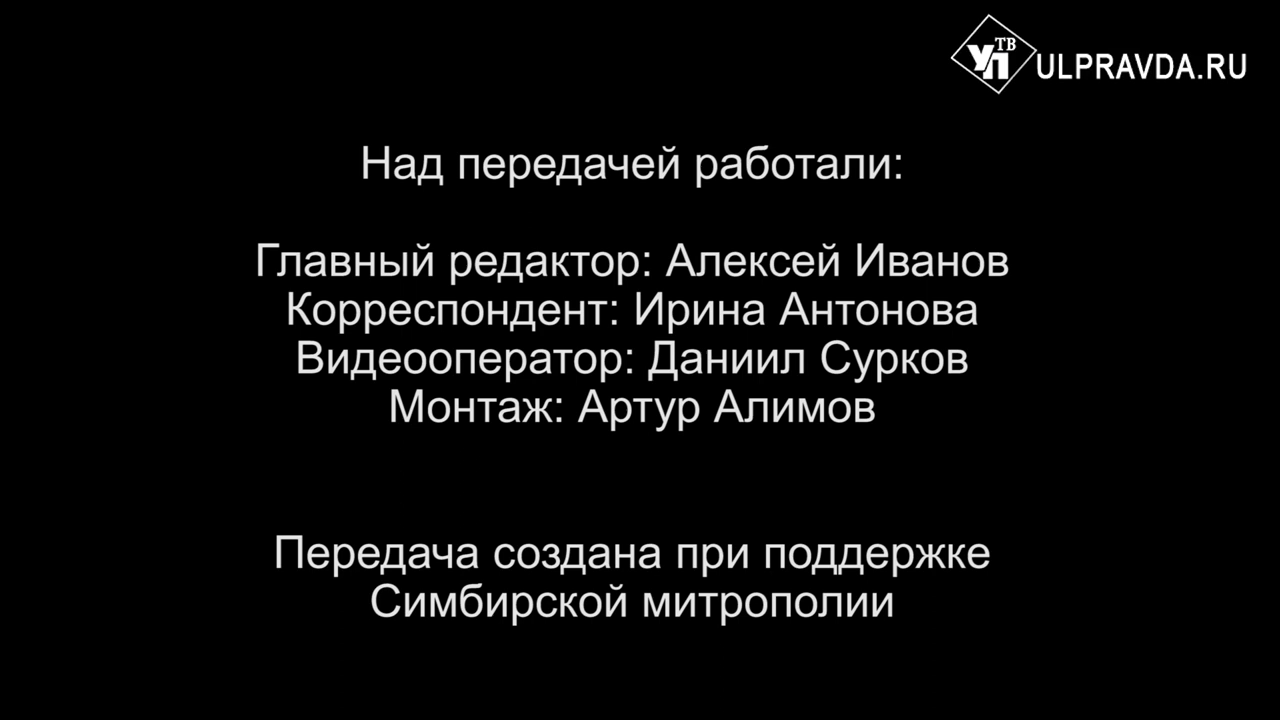 ТВ
УП
ULPRAVDA.RU
Над передачей работали:
Главный редактор: Алексей Иванов
Корреспондент: Ирина Антонова
Видеооператор: Даниил Сурков
Монтаж: Артур Алимов
Передача создана при поддержке
Симбирской митрополии